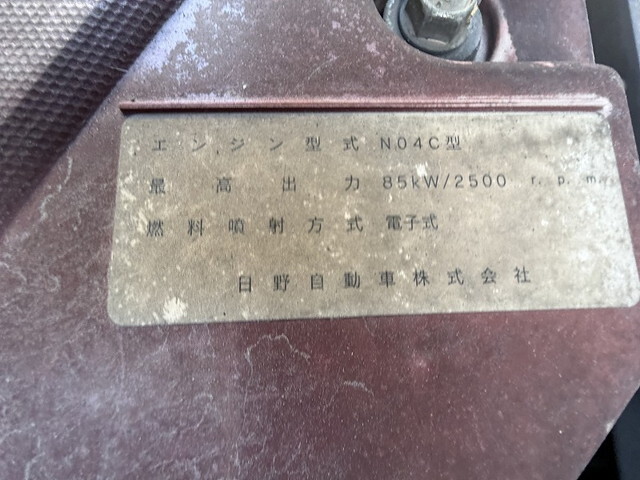 エンジン型式 N04C型
最高出力 85kW/2500 r.p.m.
燃料噴射方式 電子式
日野自動車株式会社